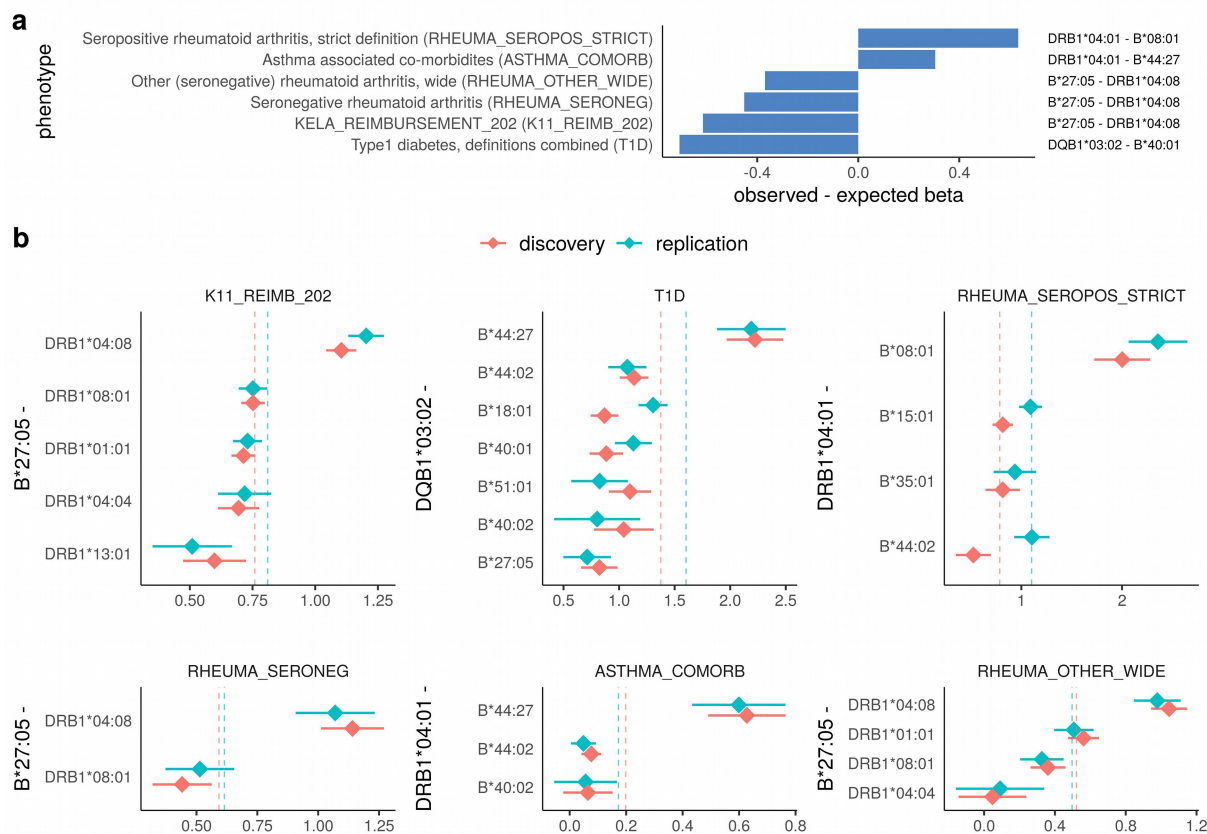 a
phenotype
Seropositive rheumatoid arthritis, strict definition (RHEUMA_SEROPOS_STRICT) DRB1*04:01 - B*08:01
Asthma associated co-morbidites (ASTHMA_COMORB) DRB1*04:01 - B*44:27
Other (seronegative) rheumatoid arthritis, wide (RHEUMA_OTHER_WIDE) B*27:05 - DRB1*04:08
Seronegative rheumatoid arthritis (RHEUMA_SERONEG) B*27:05 - DRB1*04:08
KELA_REIMBURSEMENT_202 (K11_REIMB_202) B*27:05 - DRB1*04:08
Type1 diabetes, definitions combined (T1D) DQB1*03:02 - B*40:01
-0.4 0.0 0.4
observed - expected beta
b
discovery replication
K11_REIMB_202
B*27:05 -
DRB1*04:08
DRB1*08:01
DRB1*01:01
DRB1*04:04
DRB1*13:01
0.50 0.75 1.00 1.25
T1D
DQB1*03:02 -
B*44:27
B*44:02
B*18:01
B*40:01
B*51:01
B*40:02
B*27:05
0.5 1.0 1.5 2.0 2.5
RHEUMA_SEROPOS_STRICT
DRB1*04:01 -
B*08:01
B*15:01
B*35:01
B*44:02
1 2
RHEUMA_SERONEG
B*27:05 -
DRB1*04:08
DRB1*08:01
0.50 0.75 1.00 1.25
ASTHMA_COMORB
DRB1*04:01 -
B*44:27
B*44:02
B*40:02
0.0 0.2 0.4 0.6 0.8
RHEUMA_OTHER_WIDE
B*27:05 -
DRB1*04:08
DRB1*01:01
DRB1*08:01
DRB1*04:04
0.0 0.4 0.8 1.2